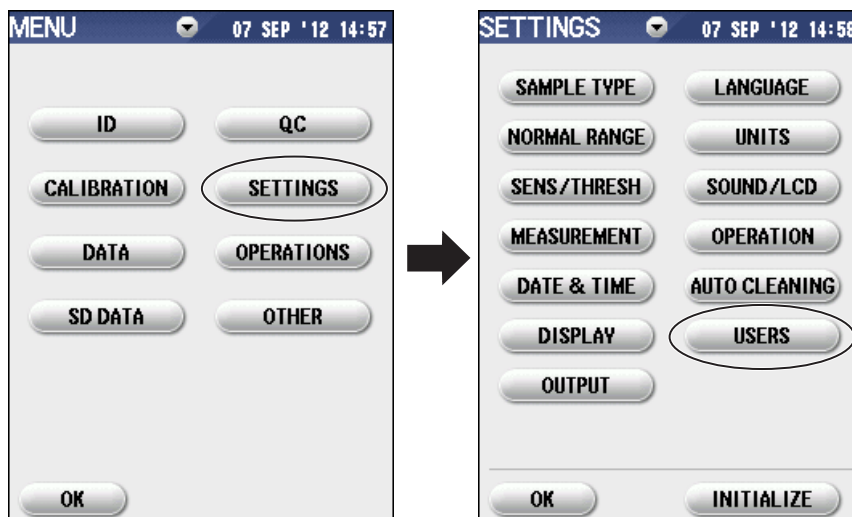 MENU 07 SEP '12 14:57
ID QC
CALIBRATION SETTINGS
DATA OPERATIONS
SD DATA OTHER
OK
SETTINGS 07 SEP '12 14:58
SAMPLE TYPE LANGUAGE
NORMAL RANGE UNITS
SENS/THRESH SOUND/LCD
MEASUREMENT OPERATION
DATE & TIME AUTO CLEANING
DISPLAY USERS
OUTPUT
OK INITIALIZE